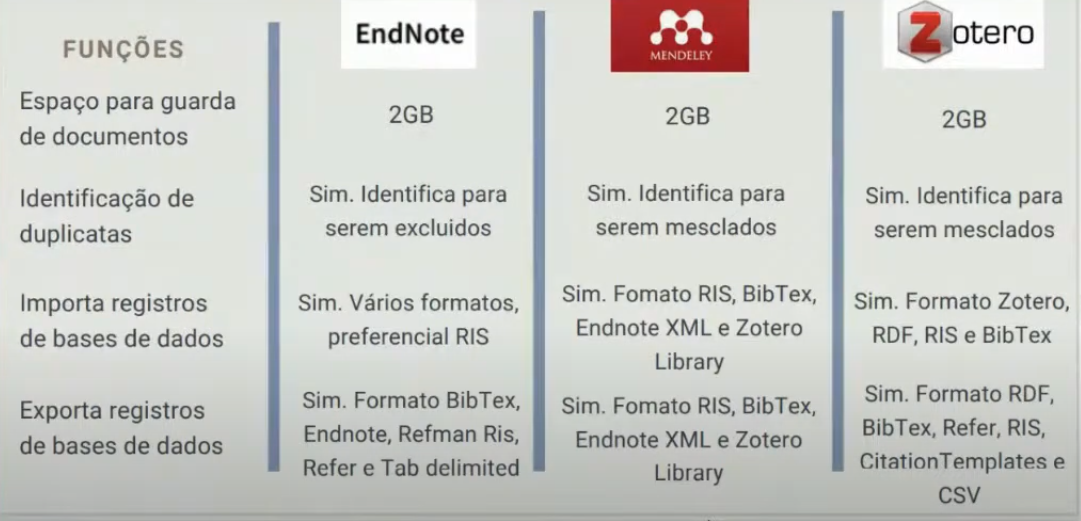 FUNÇÕES
EndNote
MENDELEY
Zotero
Espaço para guarda
de documentos
2GB
2GB
2GB
Identificação de
duplicatas
Sim. Identifica para
serem excluidos
Sim. Identifica para
serem mesclados
Sim. Identifica para
serem mesclados
Importa registros
de bases de dados
Sim. Vários formatos,
preferencial RIS
Sim. Fomato RIS, BibTex,
Endnote XML e Zotero
Library
Sim. Formato Zotero,
RDF, RIS e BibTex
Exporta registros
de bases de dados
Sim. Formato BibTex,
Endnote, Refman Ris,
Refer e Tab delimited
Sim. Fomato RIS, BibTex,
Endnote XML e Zotero
Library
Sim. Formato RDF,
BibTex, Refer, RIS,
CitationTemplates e
CSV